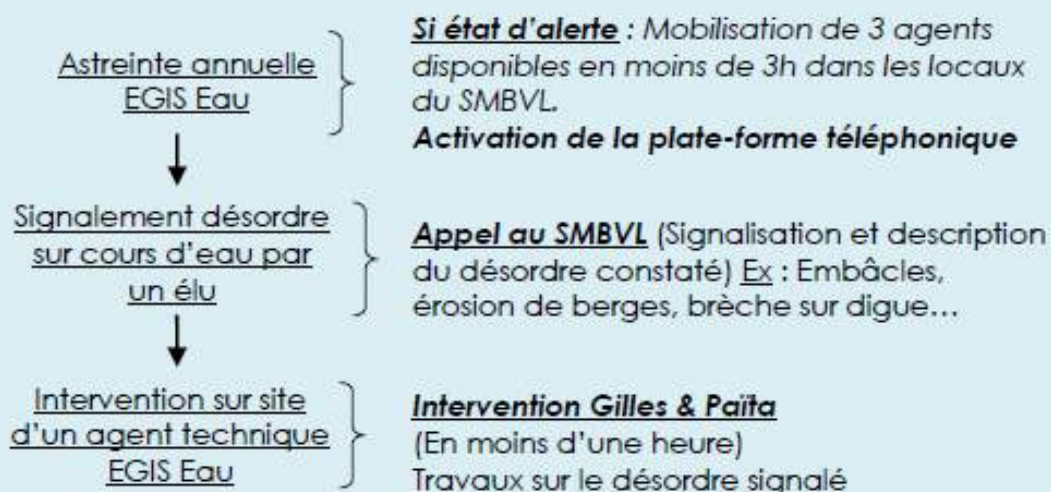 Astreinte annuelle
EGIS Eau
Si état d'alerte : Mobilisation de 3 agents
disponibles en moins de 3h dans les locaux
du SMBVL.
Activation de la plate-forme téléphonique
Signalement désordre
sur cours d'eau par
un élu
Appel au SMBVL (Signalisation et description
du désordre constaté) Ex : Embâcles,
érosion de berges, brèche sur digue…
Intervention sur site
d'un agent technique
EGIS Eau
Intervention Gilles & Païta
(En moins d'une heure)
Travaux sur le désordre signalé